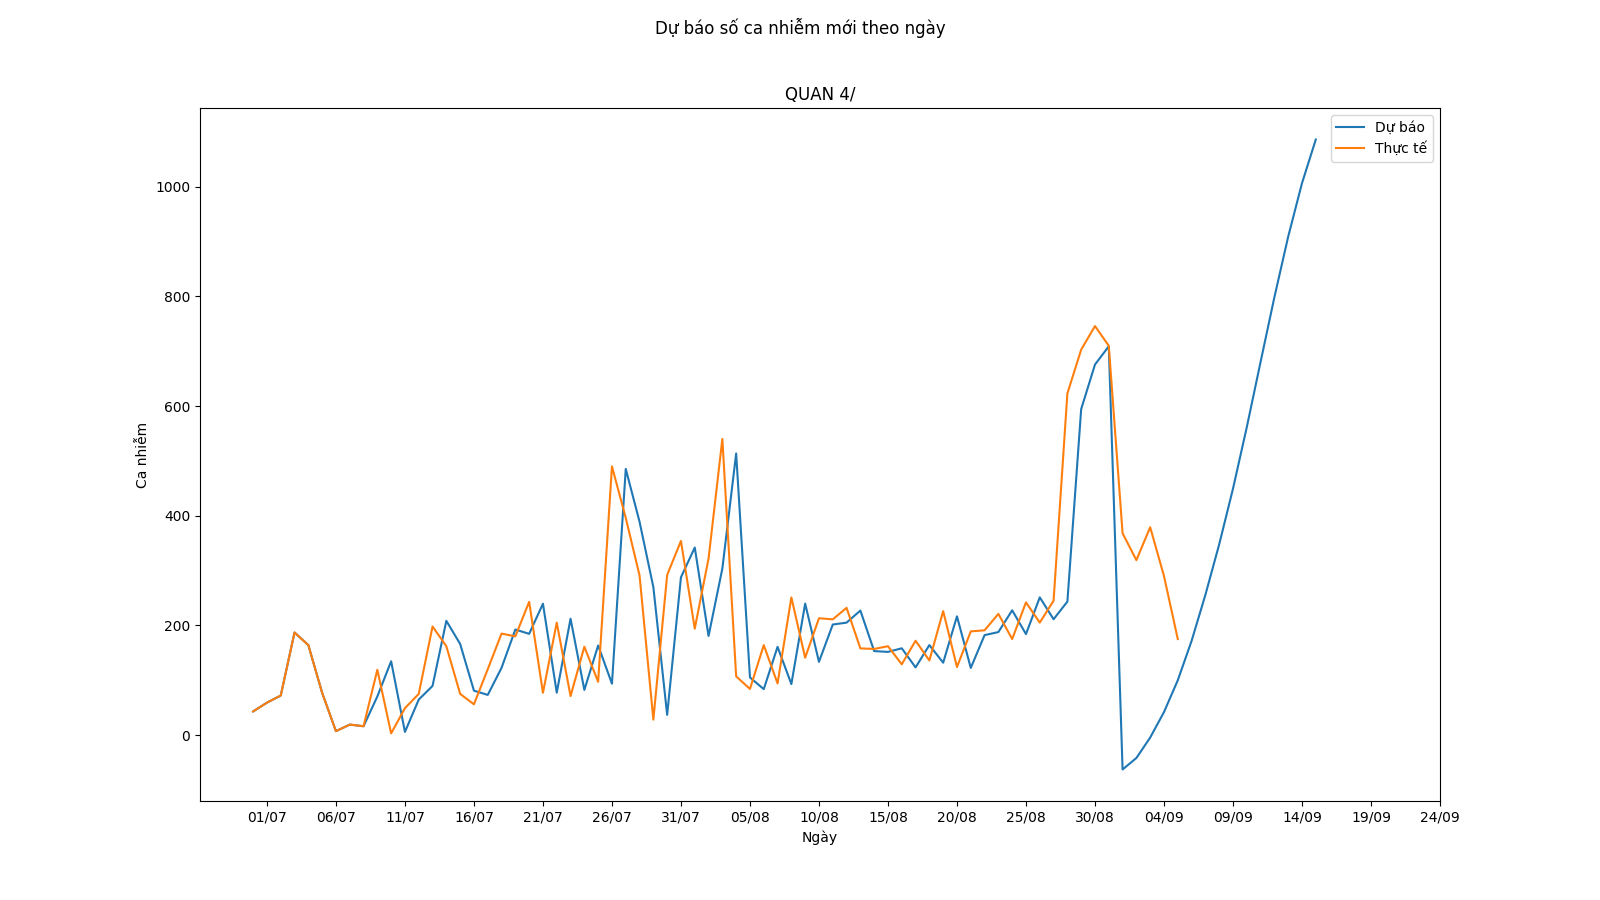 Dự báo số ca nhiễm mới theo ngày
QUAN 4/
Dự báo
Thực tế
1000
800
600
400
200
0
Ca nhiễm
01/07 06/07 11/07 16/07 21/07 26/07 31/07 05/08 10/08 15/08 20/08 25/08 30/08 04/09 09/09 14/09 19/09 24/09
Ngày